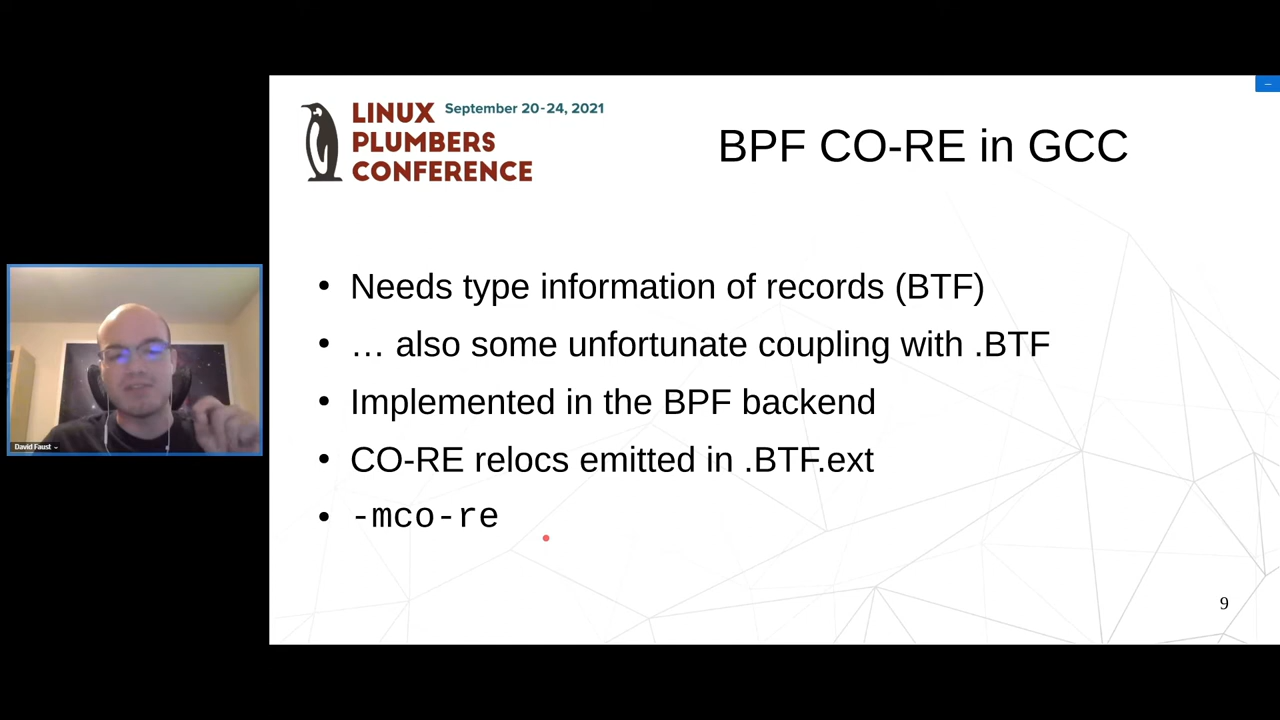 LINUX
September 20-24, 2021
PLUMBERS
CONFERENCE
BPF CO-RE in GCC
• Needs type information of records (BTF)
• … also some unfortunate coupling with .BTF
• Implemented in the BPF backend
• CO-RE relocs emitted in .BTF.ext
• -mco-re
9
David Faust